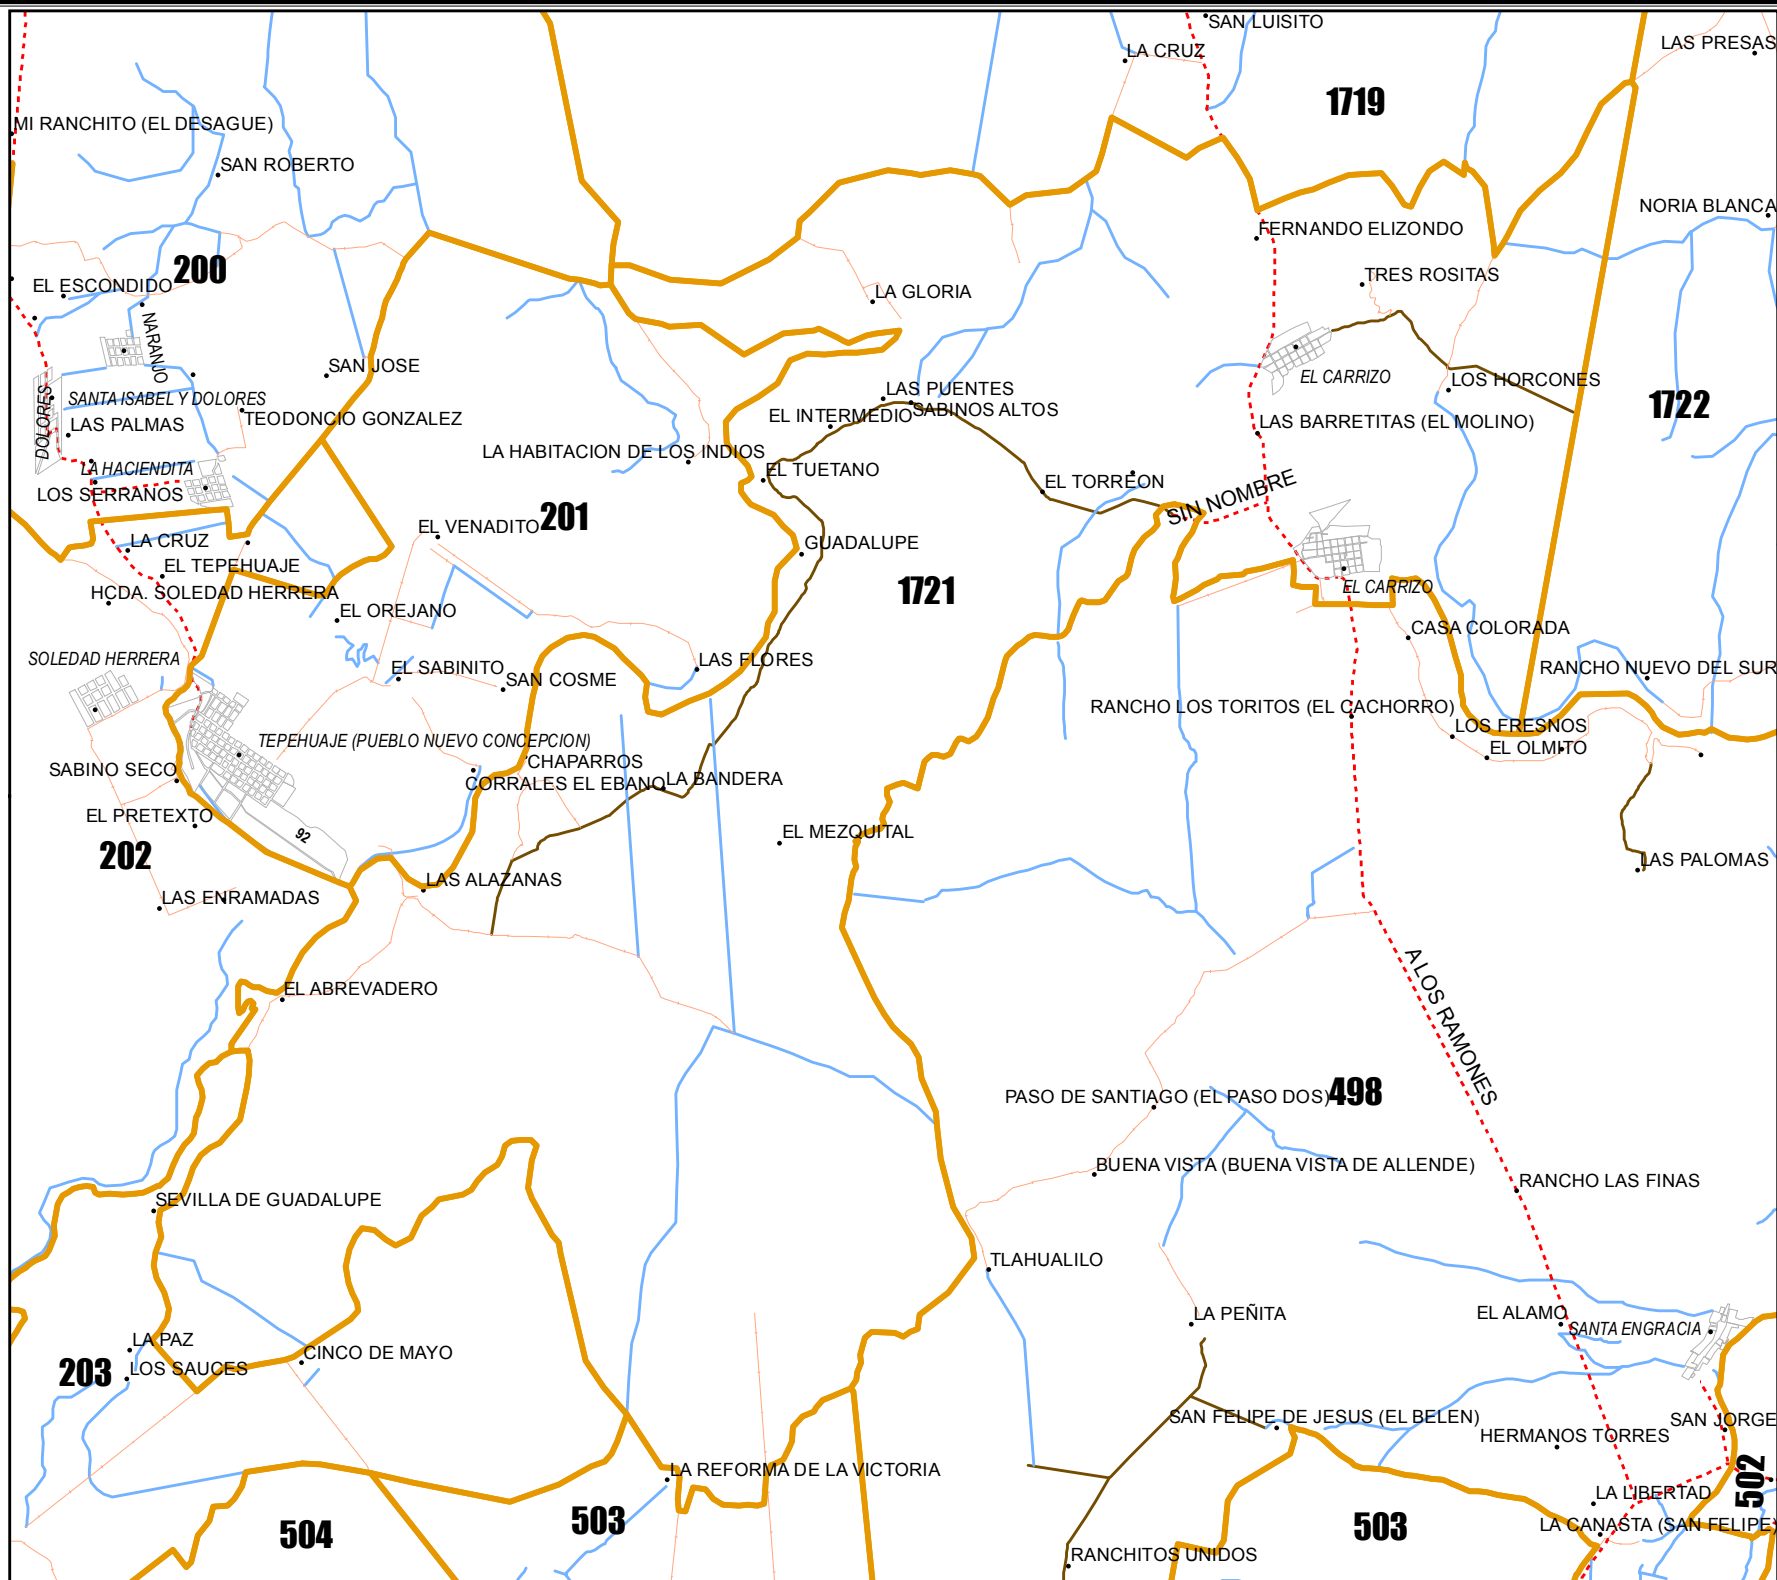 SAN LUISITO
LA CRUZ
LAS PRESAS
1719
MI RANCHITO (EL DESAGUE)
SAN ROBERTO
NORIA BLANCA
FERNANDO ELIZONDO
200
TRES ROSITAS
EL ESCONDIDO
LA GLORIA
NARANJO
SAN JOSE
EL CARRIZO
LOS HORCONES
LAS PUENTES
SANTA ISABEL Y DOLORES
DOLORES
1722
EL INTERMEDIO
SABINOS ALTOS
TEODONCIO GONZALEZ
LAS PALMAS
LAS BARRETITAS (EL MOLINO)
LA HABITACION DE LOS INDIOS
LA HACIENDITA
EL TUETANO
EL TORREON
LOS SERRANOS
SIN NOMBRE
201
EL VENADITO
LA CRUZ
GUADALUPE
EL TEPEHUAJE
EL CARRIZO
HCDA. SOLEDAD HERRERA
1721
EL OREJANO
CASA COLORADA
SOLEDAD HERRERA
LAS FLORES
EL SABINITO
RANCHO NUEVO DEL SUR
SAN COSME
RANCHO LOS TORITOS (EL CACHORRO)
LOS FRESNOS
TEPEHUAJE (PUEBLO NUEVO CONCEPCION)
EL OLMITO
CHAPARROS
SABINO SECO
CORRALES EL EBANO
LA BANDERA
EL PRETEXTO
92
EL MEZQUITAL
202
LAS PALOMAS
LAS ALAZANAS
LAS ENRAMADAS
EL ABREVADERO
A LOS RAMONES
PASO DE SANTIAGO (EL PASO DOS)
498
BUENA VISTA (BUENA VISTA DE ALLENDE)
RANCHO LAS FINAS
SEVILLA DE GUADALUPE
TLAHUALILO
LA PEÑITA
EL ALAMO
SANTA ENGRACIA
LA PAZ
CINCO DE MAYO
203
LOS SAUCES
SAN FELIPE DE JESUS (EL BELEN)
SAN JORGE
HERMANOS TORRES
LA REFORMA DE LA VICTORIA
502
LA LIBERTAD
504
503
503
LA CANASTA (SAN FELIPE)
RANCHITOS UNIDOS